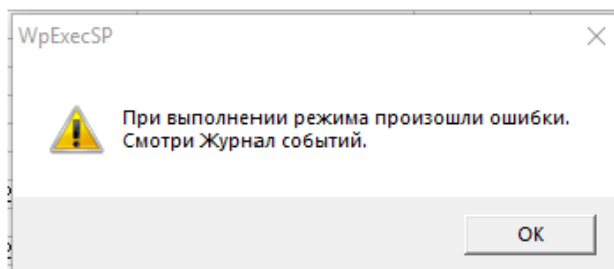 WpExecSP
При выполнении режима произошли ошибки.
Смотри Журнал событий.
OK